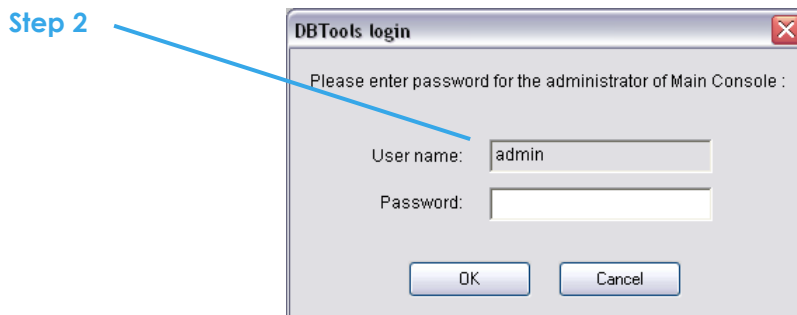 Step 2
DBTools login
Please enter password for the administrator of Main Console :
User name: admin
Password:
OK Cancel